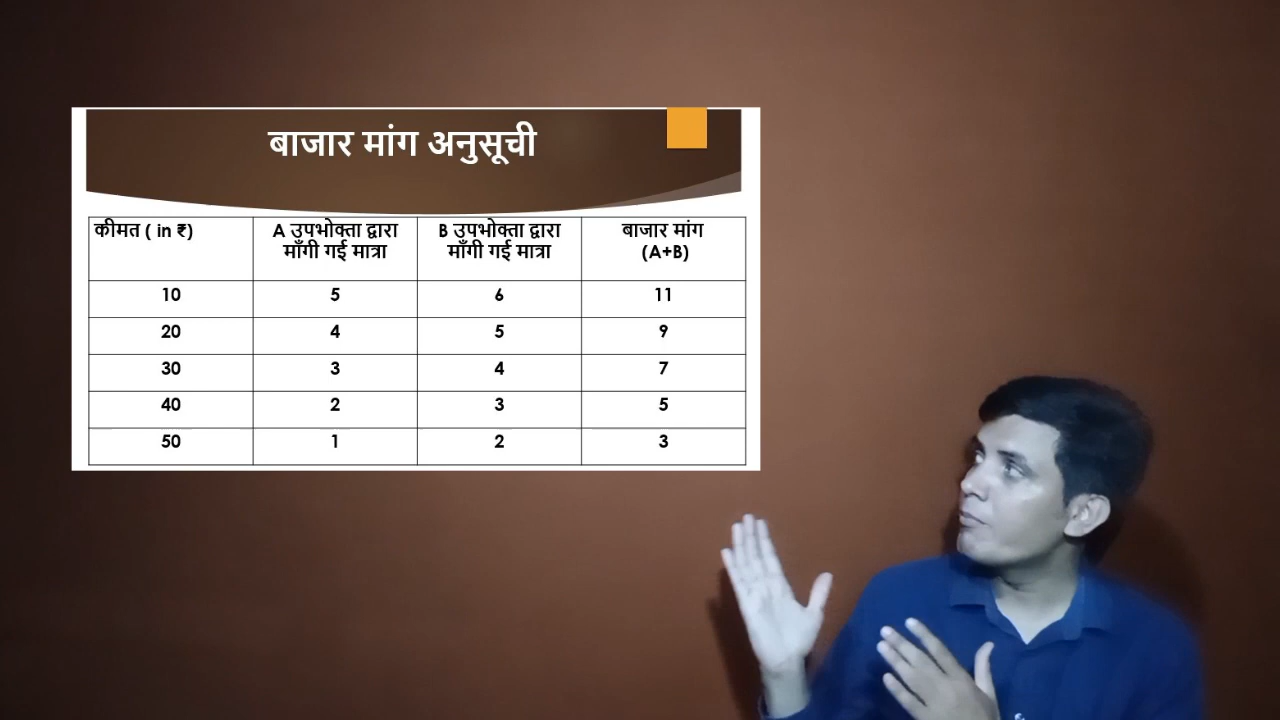 बाजार मांग अनुसूची
कीमत ( in ₹) A उपभोक्ता द्वारा माँगी गई मात्रा B उपभोक्ता द्वारा माँगी गई मात्रा बाजार मांग (A+B)
10 5 6 11
20 4 5 9
30 3 4 7
40 2 3 5
50 1 2 3